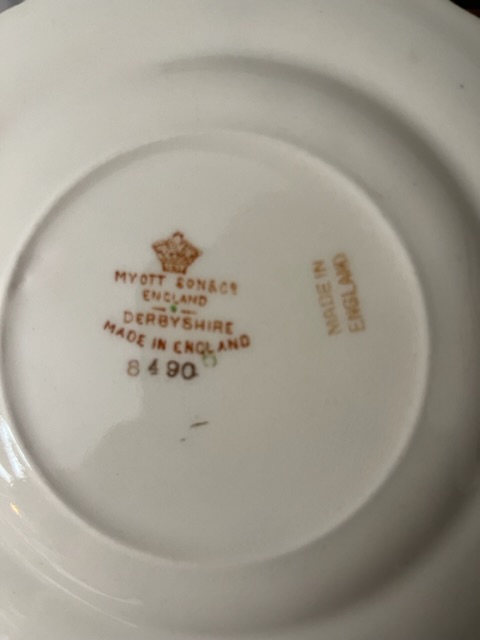 MYOTT SON & Cº
ENGLAND
DERBYSHIRE
MADE IN ENGLAND
8490
MADE IN
ENGLAND